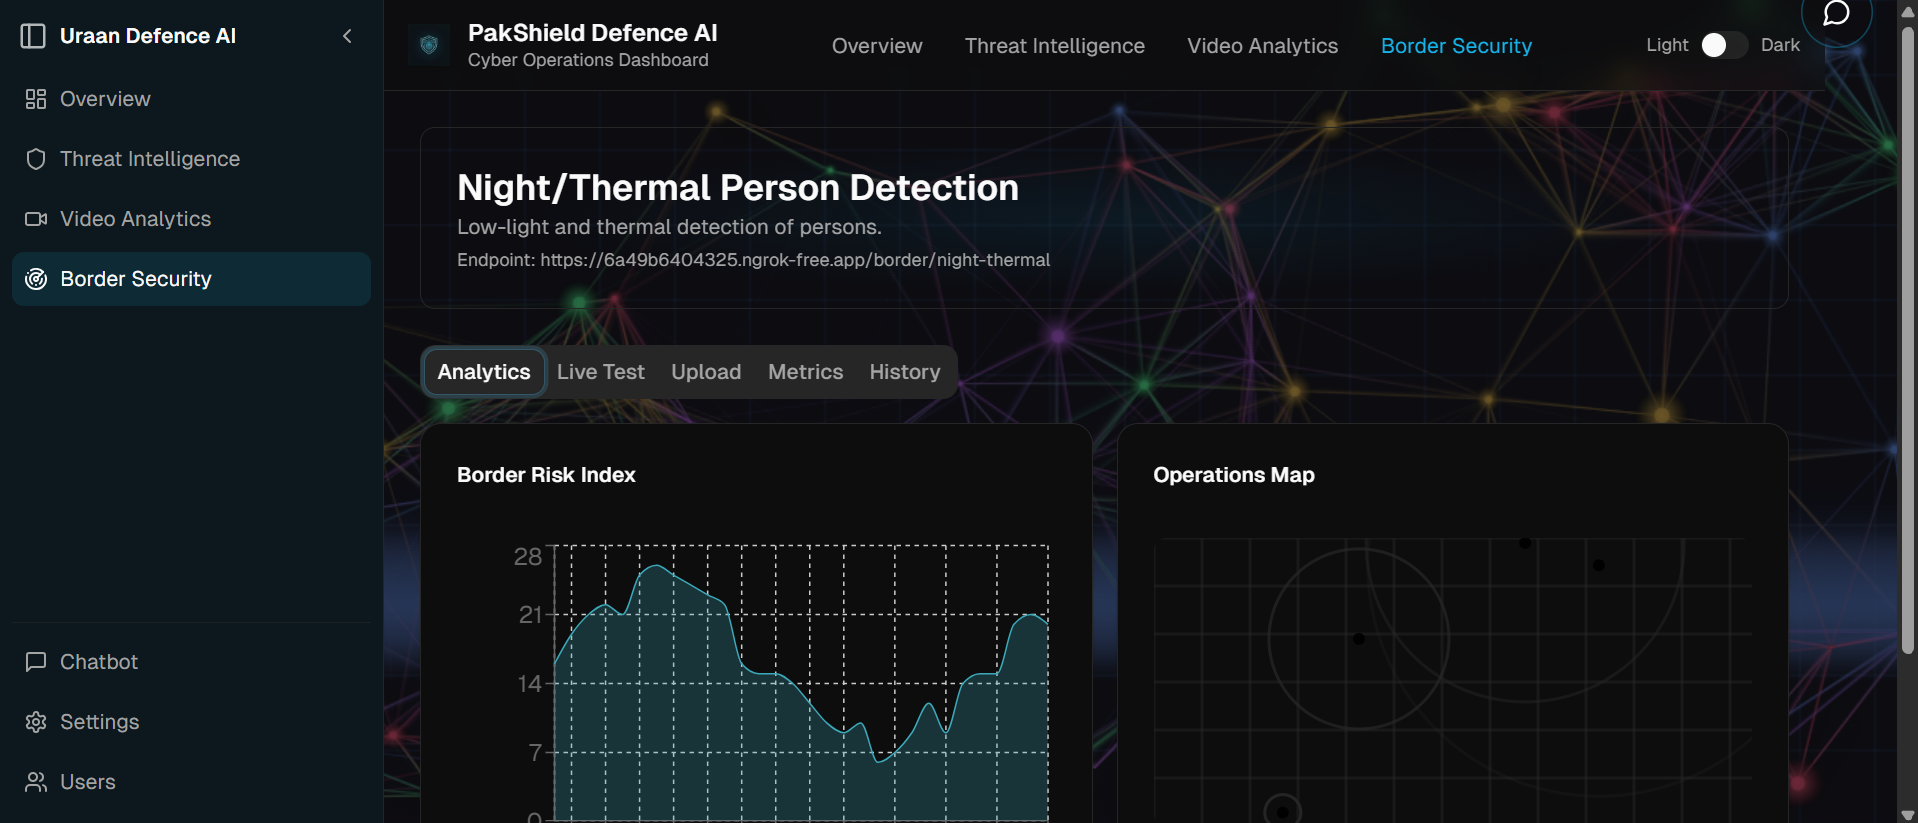 Uraan Defence AI
Overview
Threat Intelligence
Video Analytics
Border Security
Chatbot
Settings
Users
PakShield Defence AI
Cyber Operations Dashboard
Overview
Threat Intelligence
Video Analytics
Border Security
Light
Dark
Night/Thermal Person Detection
Low-light and thermal detection of persons.
Endpoint: https://6a49b6404325.ngrok-free.app/border/night-thermal
Analytics
Live Test
Upload
Metrics
History
Border Risk Index
28
21
14
7
0
Operations Map